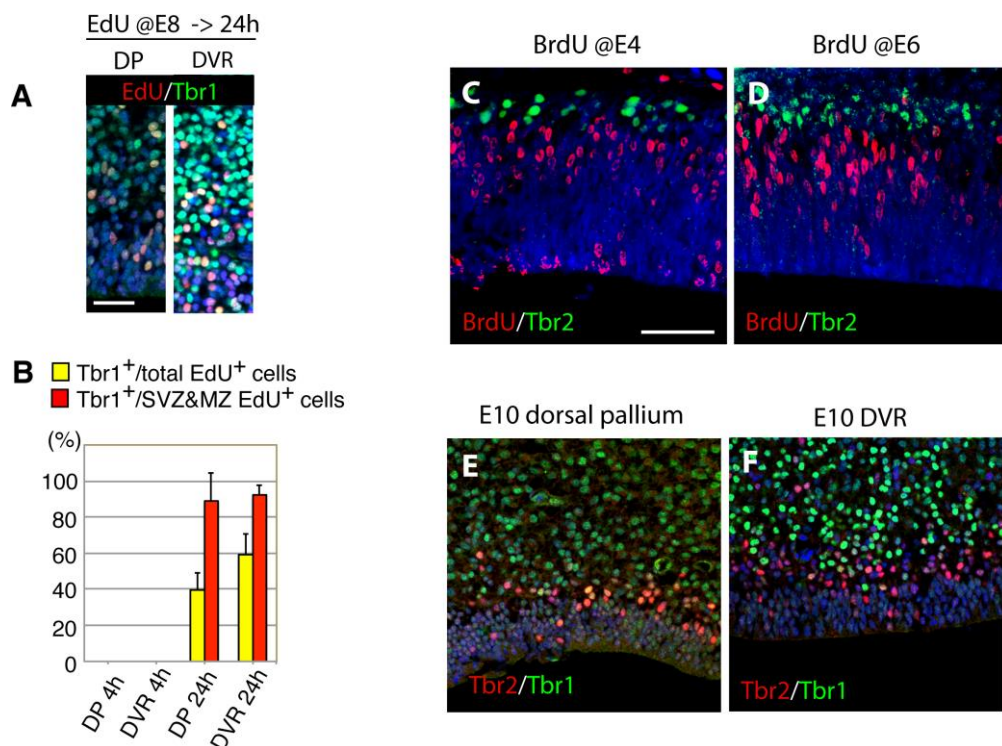 EdU @E8 -> 24h
DP DVR
A
EdU/Tbr1
B
Tbr1+/total EdU+ cells
Tbr1+/SVZ&MZ EdU+ cells
(%)
100
80
60
40
20
0
DP 4h
DVR 4h
DP 24h
DVR 24h
BrdU @E4
C
BrdU/Tbr2
BrdU @E6
D
BrdU/Tbr2
E10 dorsal pallium
E
Tbr2/Tbr1
E10 DVR
F
Tbr2/Tbr1